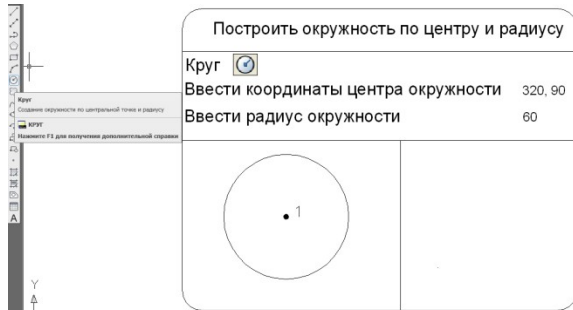 Построить окружность по центру и радиусу
Круг
Ввести координаты центра окружности 320, 90
Ввести радиус окружности 60
1
Круг
Создание окружности по центральной точке и радиусу
КРУГ
Нажмите F1 для получения дополнительной справки
A
Y